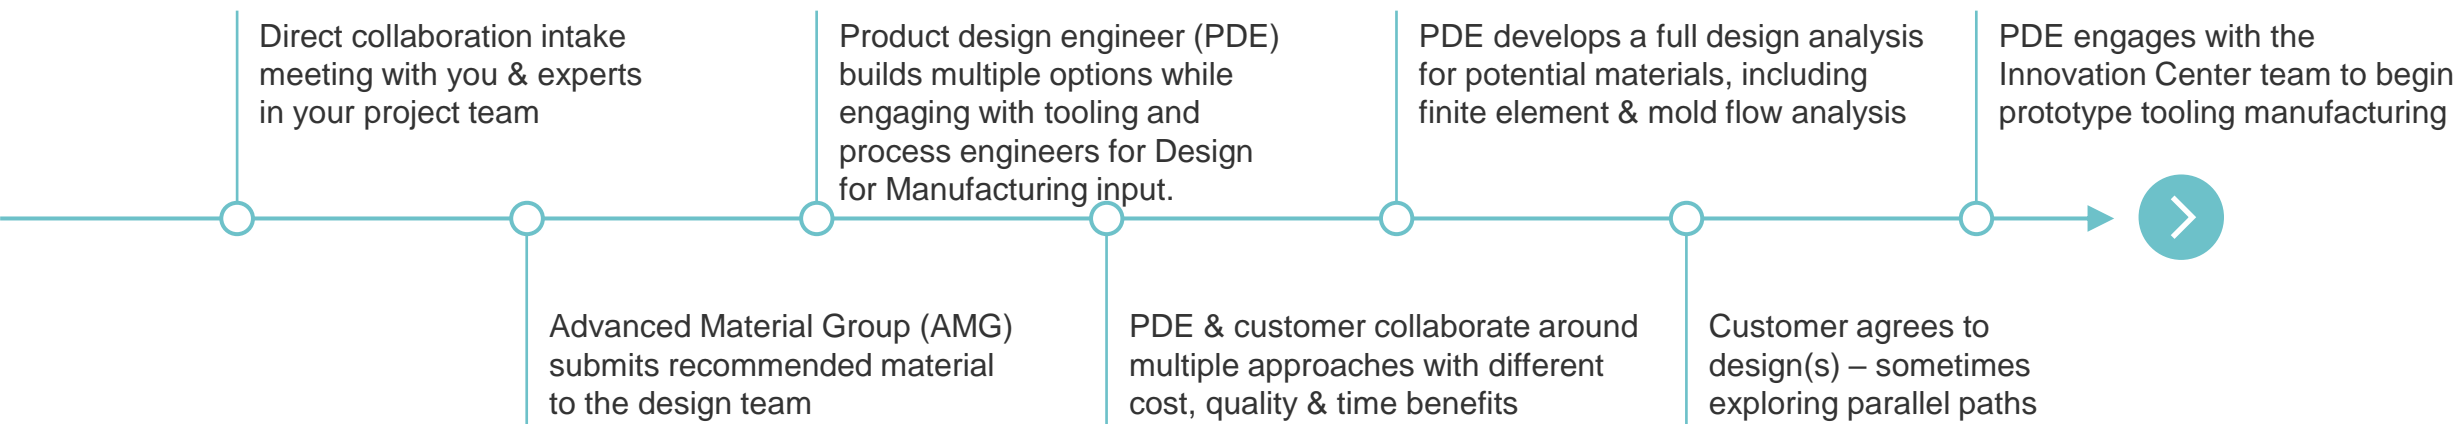 Direct collaboration intake
meeting with you & experts
in your project team
Advanced Material Group (AMG)
submits recommended material
to the design team
Product design engineer (PDE)
builds multiple options while
engaging with tooling and
process engineers for Design
for Manufacturing input.
PDE & customer collaborate around
multiple approaches with different
cost, quality & time benefits
PDE develops a full design analysis
for potential materials, including
finite element & mold flow analysis
Customer agrees to
design(s) – sometimes
exploring parallel paths
PDE engages with the
Innovation Center team to begin
prototype tooling manufacturing